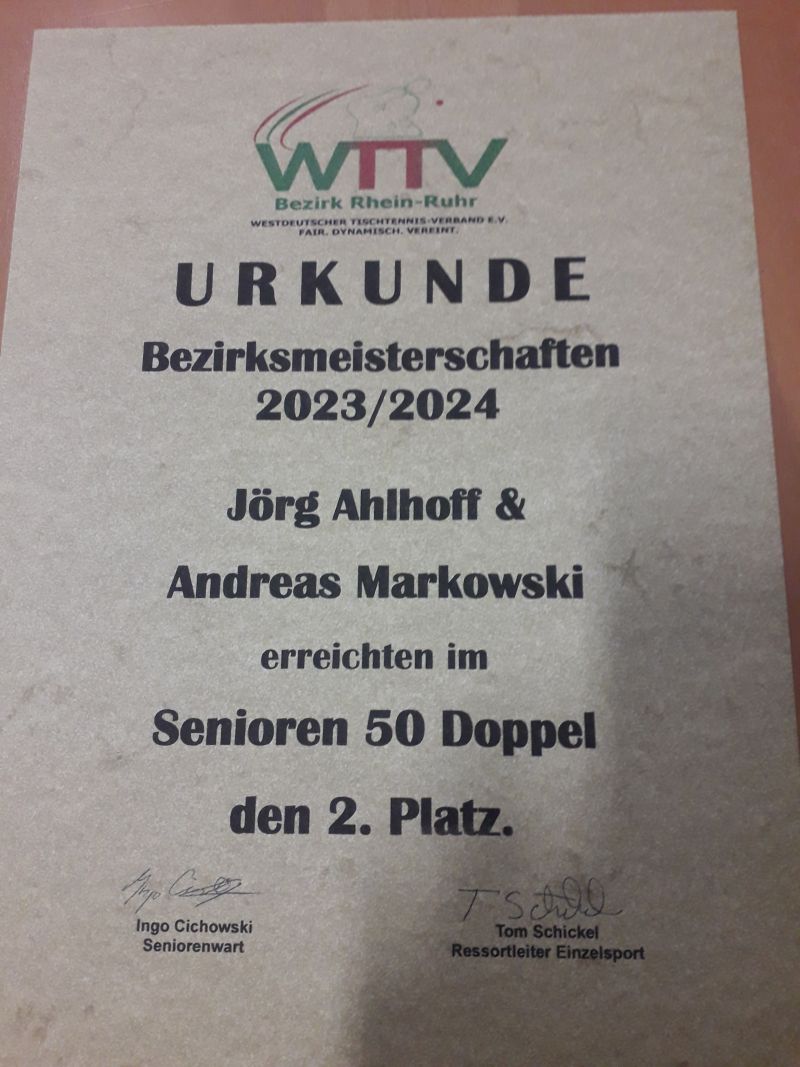 WTTV
Bezirk Rhein-Ruhr
WESTDEUTSCHER TISCHTENNIS-VERBAND E.V.
FAIR. DYNAMISCH. VEREINT.
URKUNDE
Bezirksmeisterschaften
2023/2024
Jörg Ahlhoff &
Andreas Markowski
erreichten im
Senioren 50 Doppel
den 2. Platz.
Ingo Cichowski
Seniorenwart
T Schickel
Tom Schickel
Ressortleiter Einzelsport